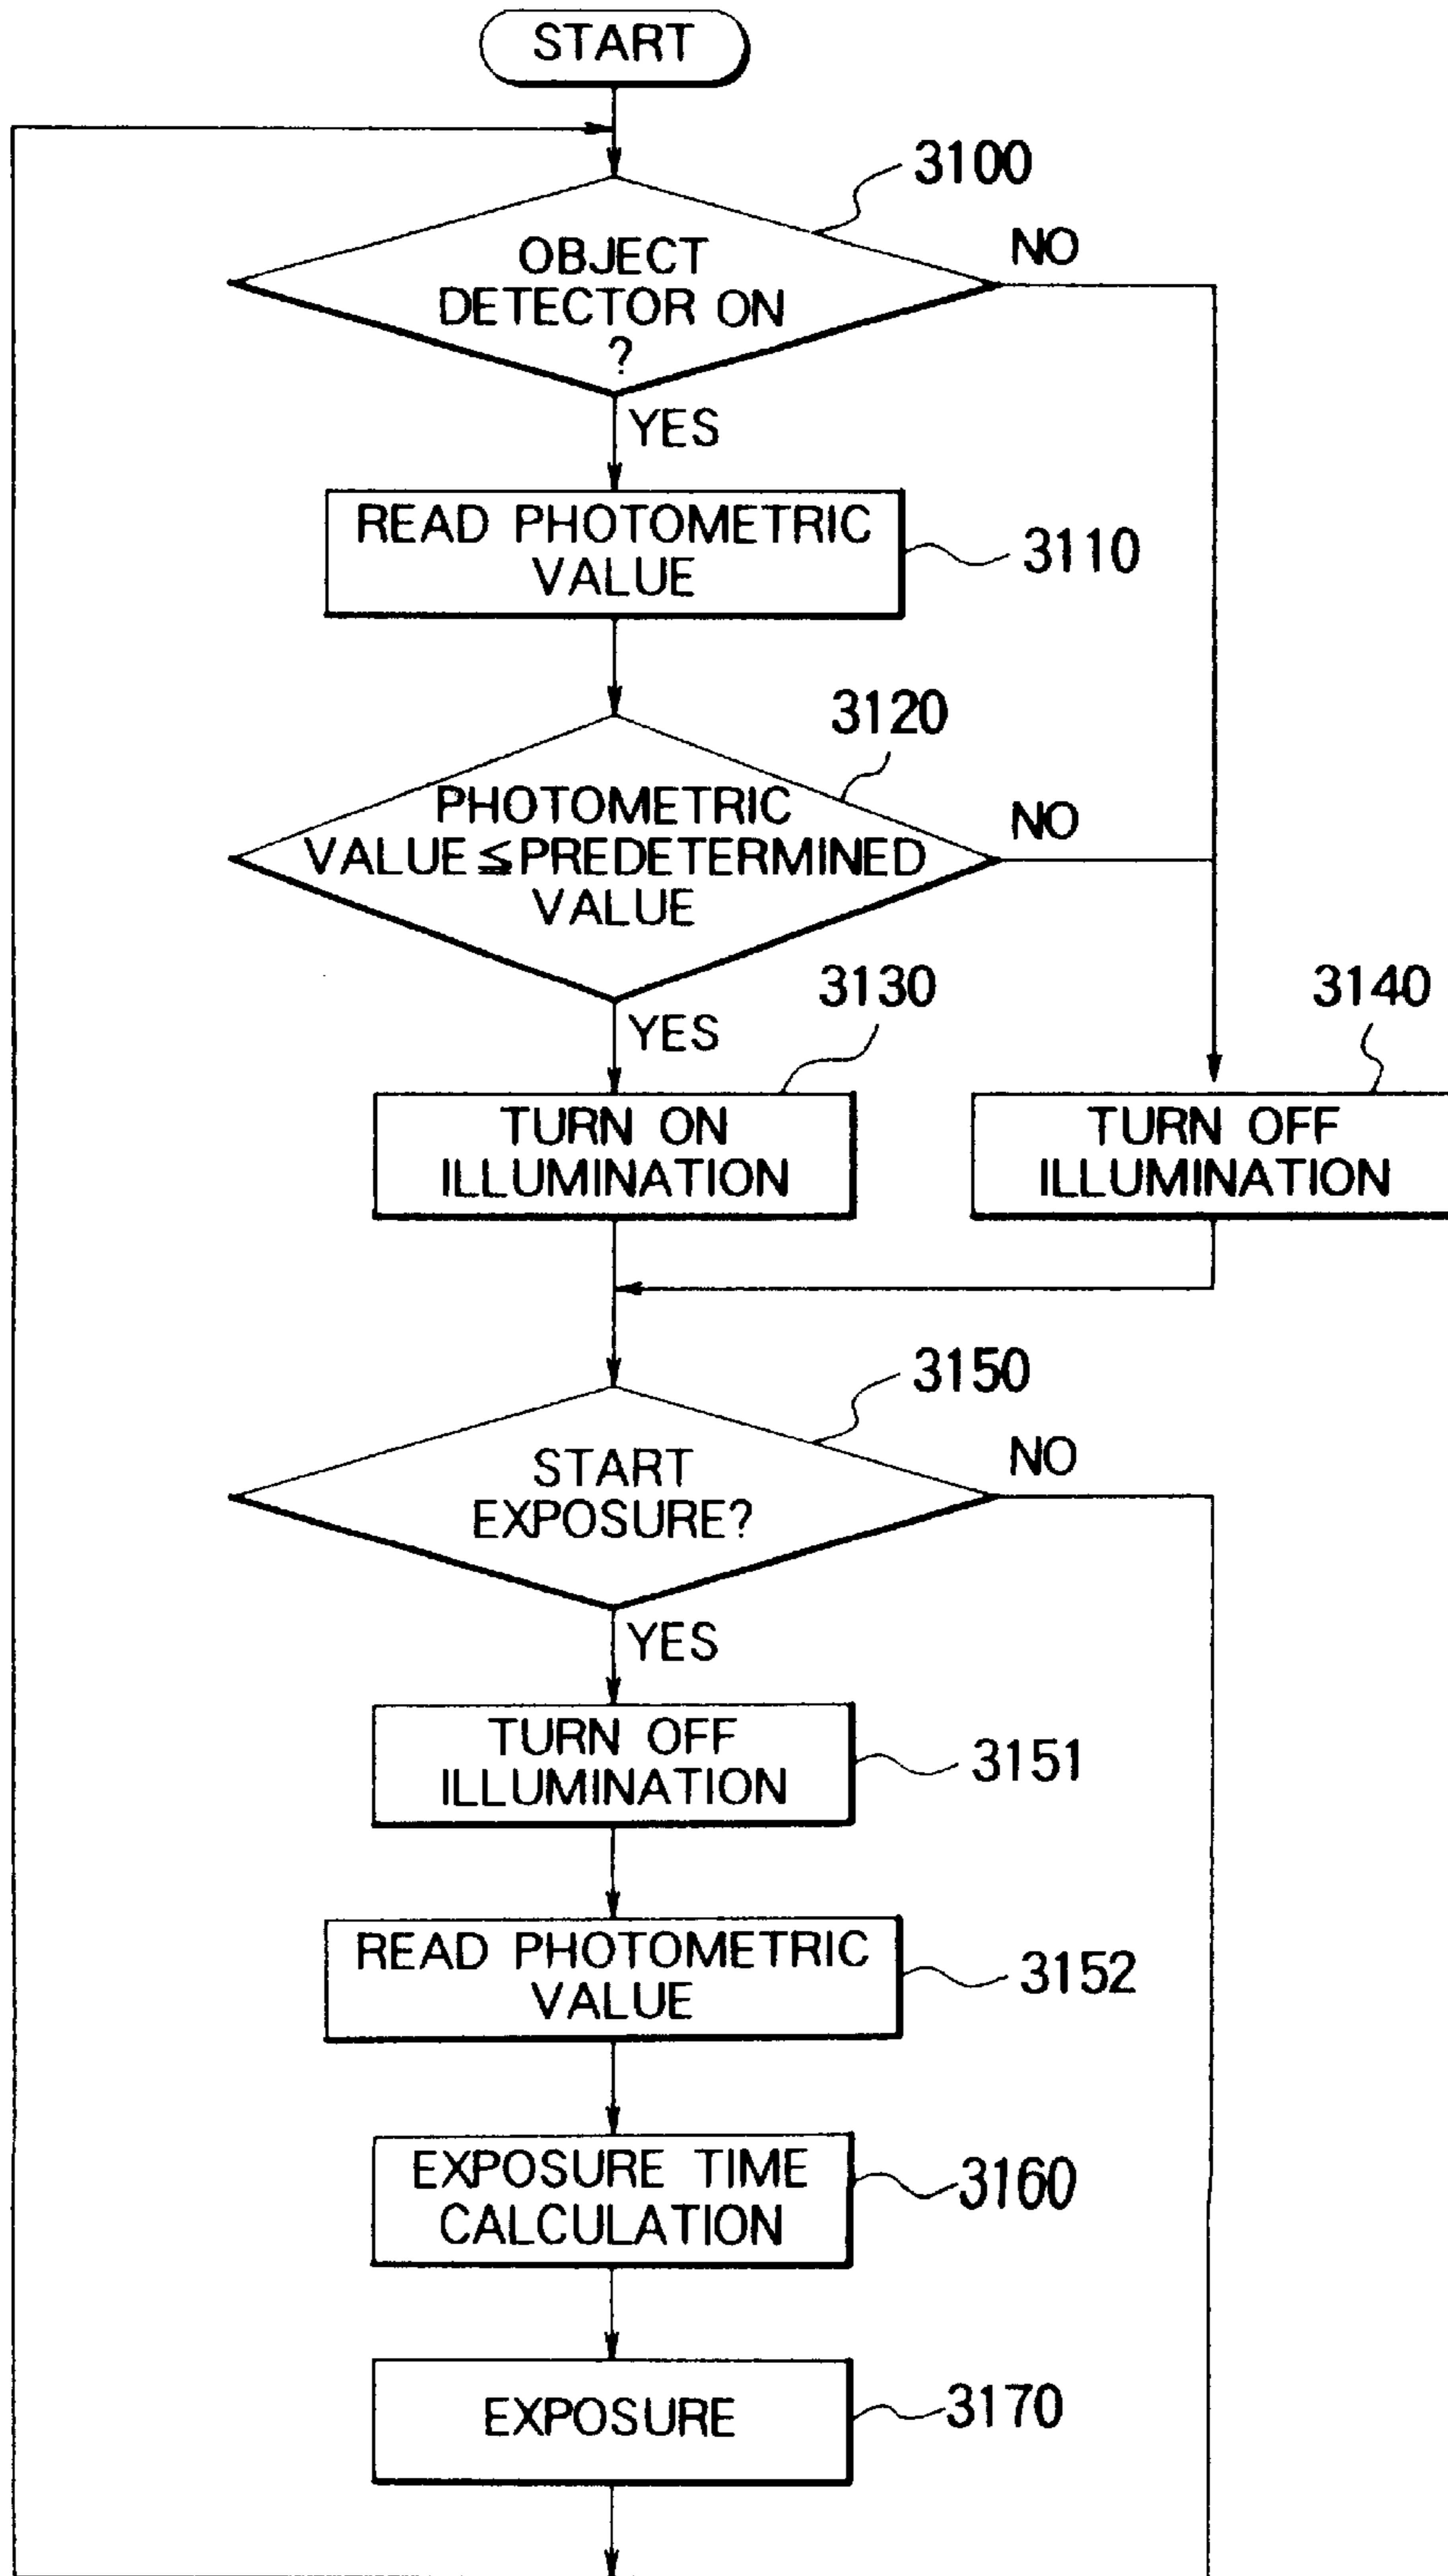 START
3100
OBJECT
DETECTOR ON
?
NO
YES
READ PHOTOMETRIC
VALUE
3110
3120
PHOTOMETRIC
VALUE≦PREDETERMINED
VALUE
NO
YES
3130
3140
TURN ON
ILLUMINATION
TURN OFF
ILLUMINATION
3150
START
EXPOSURE?
NO
YES
TURN OFF
ILLUMINATION
3151
READ PHOTOMETRIC
VALUE
3152
EXPOSURE TIME
CALCULATION
3160
EXPOSURE
3170